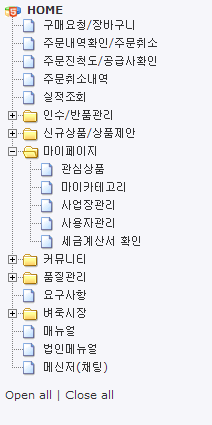 HOME
구매요청/장바구니
주문내역확인/주문취소
주문진척도/공급사확인
주문취소내역
실적조회
인수/반품관리
신규상품/상품제안
마이페이지
관심상품
마이카테고리
사업장관리
사용자관리
세금계산서 확인
커뮤니티
품질관리
요구사항
벼룩시장
매뉴얼
법인메뉴얼
메신저(채팅)
Open all | Close all